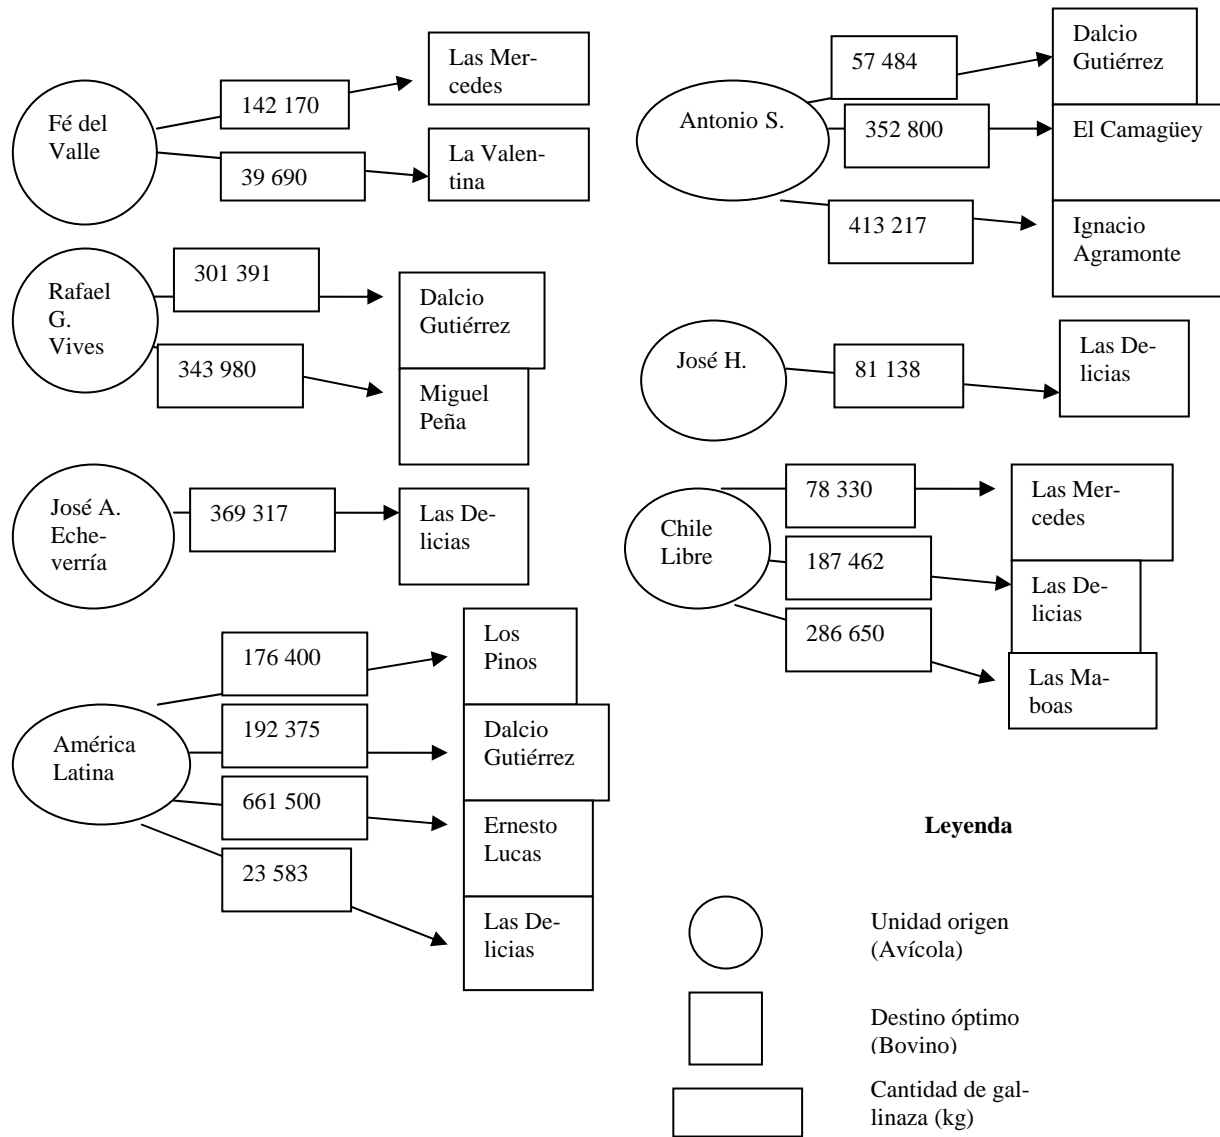 Fé del
Valle
142 170
Las Mer-
cedes
39 690
La Valen-
tina
Rafael
G.
Vives
301 391
Dalcio
Gutiérrez
343 980
Miguel
Peña
José A.
Eche-
verría
369 317
Las De-
licias
América
Latina
176 400
Los
Pinos
192 375
Dalcio
Gutiérrez
661 500
Ernesto
Lucas
23 583
Las De-
licias
Antonio S.
57 484
Dalcio
Gutiérrez
352 800
El Camagüey
413 217
Ignacio
Agramonte
José H.
81 138
Las De-
licias
Chile
Libre
78 330
Las Mer-
cedes
187 462
Las De-
licias
286 650
Las Ma-
boas
Leyenda
Unidad origen
(Avícola)
Destino óptimo
(Bovino)
Cantidad de gal-
linaza (kg)